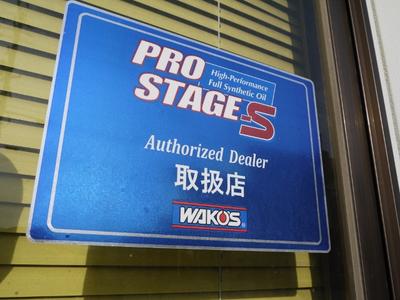 PRO
High-Performance
Full Synthetic Oil
STAGE-S
Authorized Dealer
取扱店
WAKO'S